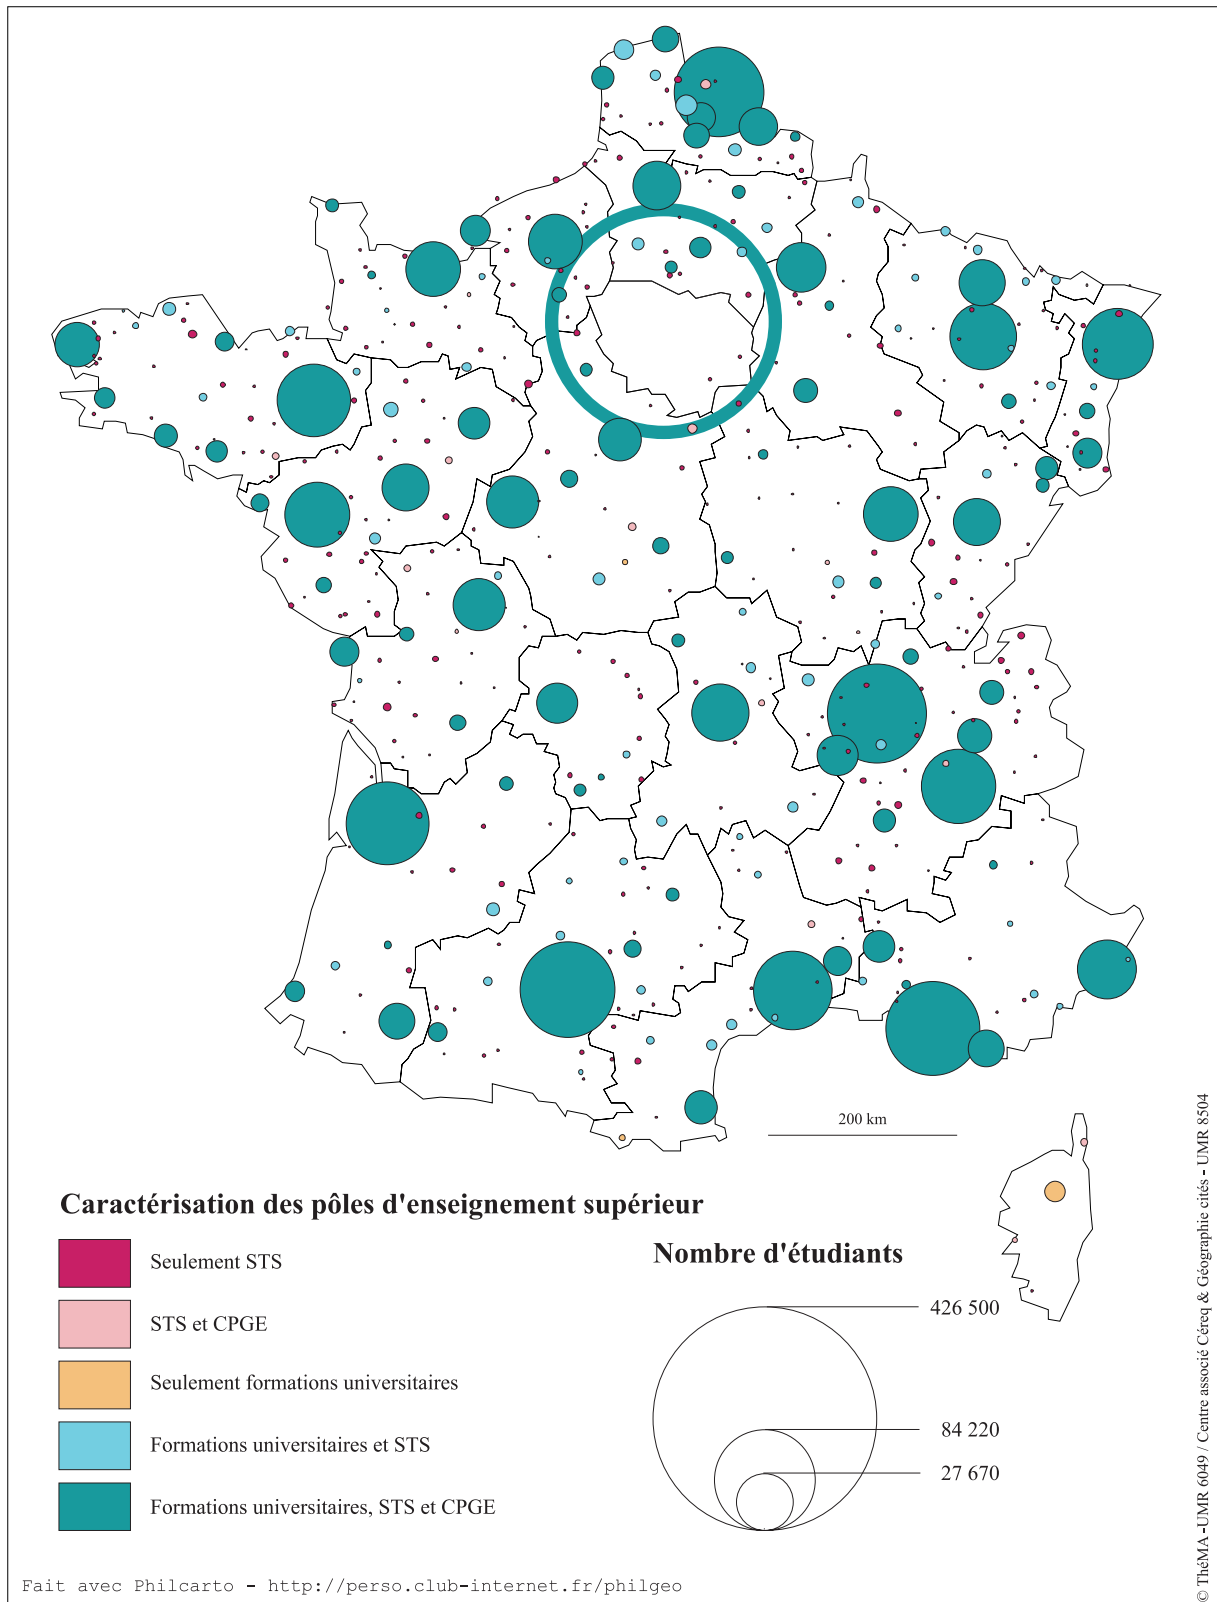 200 km
Caractérisation des pôles d'enseignement supérieur
Seulement STS
STS et CPGE
Seulement formations universitaires
Formations universitaires et STS
Formations universitaires, STS et CPGE
Nombre d'étudiants
426 500
84 220
27 670
Fait avec Philcarto - http://perso.club-internet.fr/philgeo
© ThéMA -UMR 6049 / Centre associé Céreq & Géographie cités - UMR 8504